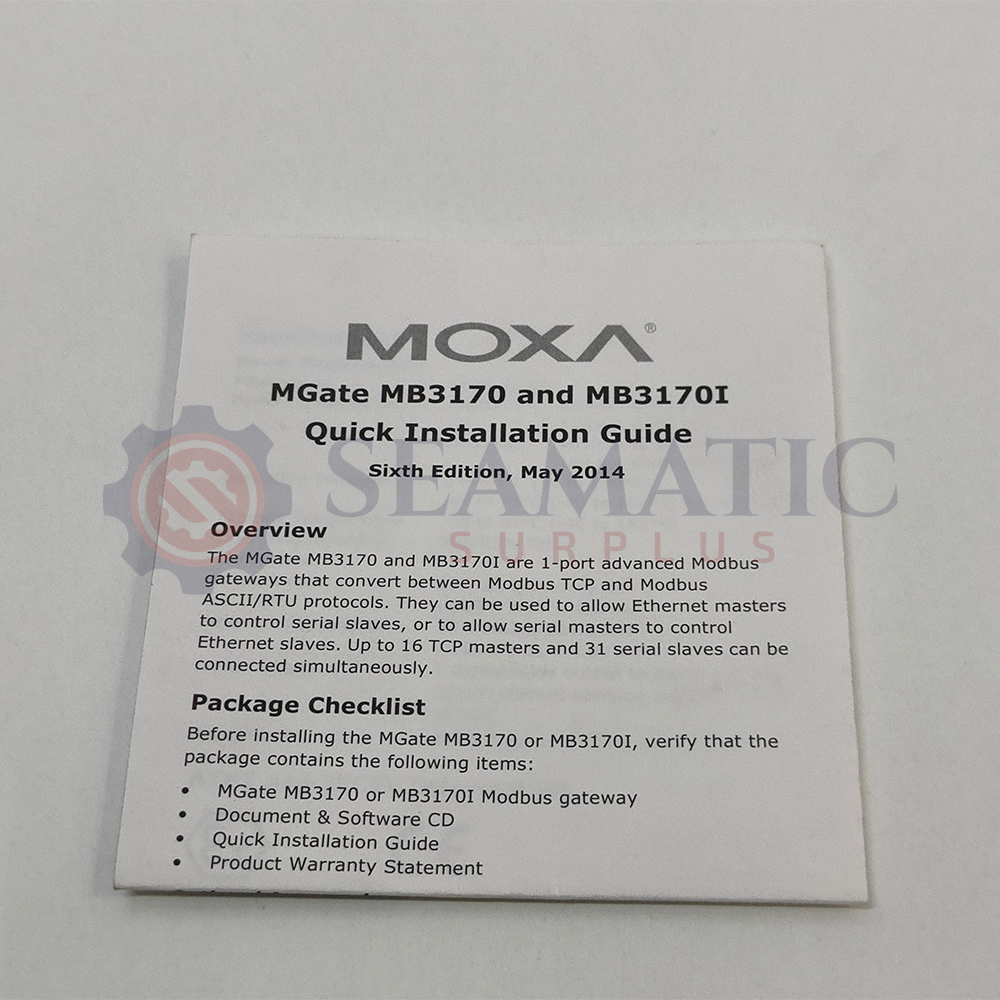 MOXA®
MGate MB3170 and MB3170I
Quick Installation Guide
Sixth Edition, May 2014
SEAMATIC
SURPLUS
Overview
The MGate MB3170 and MB3170I are 1-port advanced Modbus
gateways that convert between Modbus TCP and Modbus
ASCII/RTU protocols. They can be used to allow Ethernet masters
to control serial slaves, or to allow serial masters to control
Ethernet slaves. Up to 16 TCP masters and 31 serial slaves can be
connected simultaneously.
Package Checklist
Before installing the MGate MB3170 or MB3170I, verify that the
package contains the following items:
• MGate MB3170 or MB3170I Modbus gateway
• Document & Software CD
• Quick Installation Guide
• Product Warranty Statement